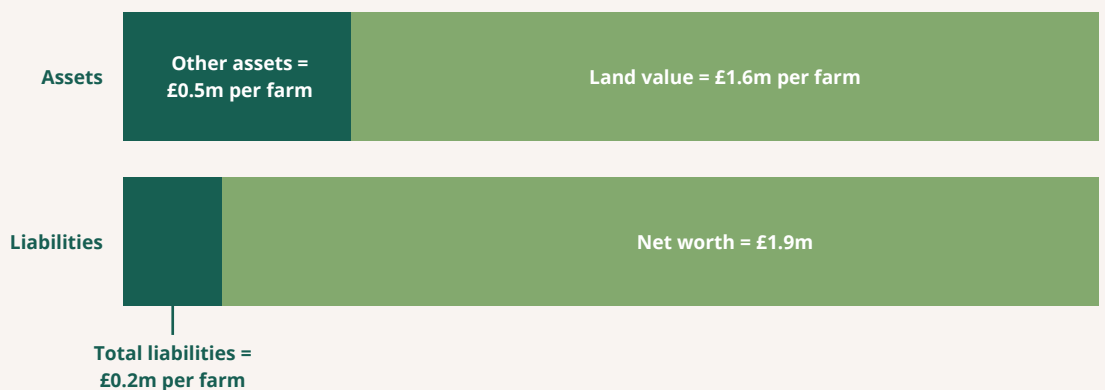 Assets
Other assets =
£0.5m per farm
Land value = £1.6m per farm
Liabilities
Net worth = £1.9m
Total liabilities =
£0.2m per farm